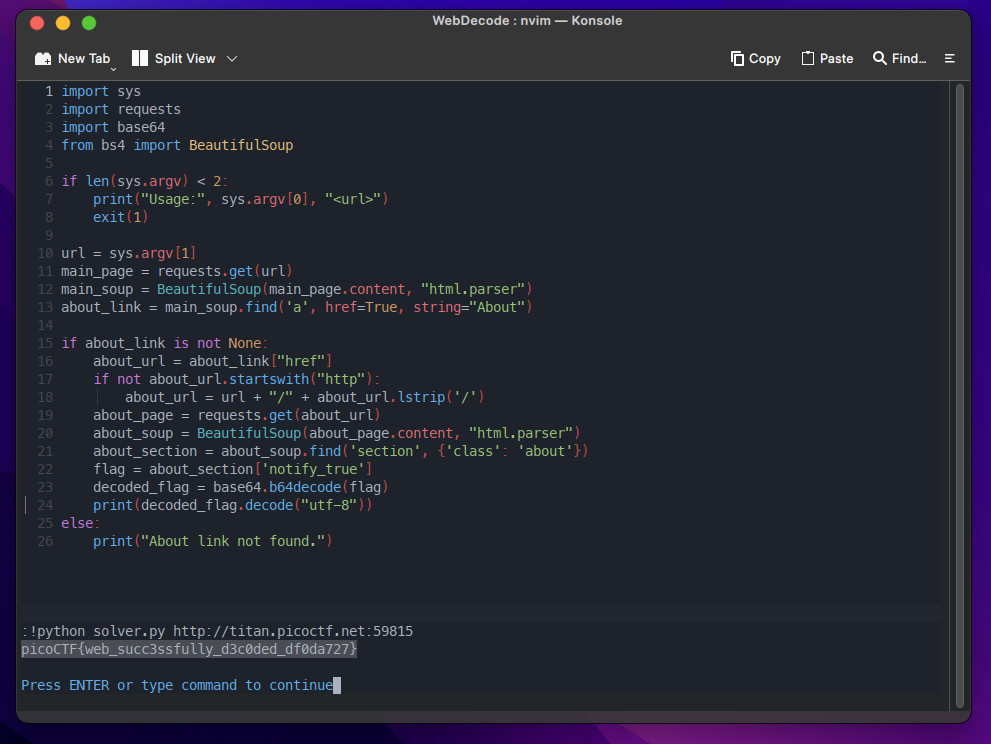 WebDecode : nvim — Konsole
New Tab
Split View
Copy
Paste
Find...
1 import sys
2 import requests
3 import base64
4 from bs4 import BeautifulSoup
5
6 if len(sys.argv) < 2:
7     print("Usage:", sys.argv[0], "<url>")
8     exit(1)
9
10 url = sys.argv[1]
11 main_page = requests.get(url)
12 main_soup = BeautifulSoup(main_page.content, "html.parser")
13 about_link = main_soup.find('a', href=True, string="About")
14
15 if about_link is not None:
16     about_url = about_link["href"]
17     if not about_url.startswith("http"):
18         about_url = url + "/" + about_url.lstrip('/')
19     about_page = requests.get(about_url)
20     about_soup = BeautifulSoup(about_page.content, "html.parser")
21     about_section = about_soup.find('section', {'class': 'about'})
22     flag = about_section['notify_true']
23     decoded_flag = base64.b64decode(flag)
24     print(decoded_flag.decode("utf-8"))
25 else:
26     print("About link not found.")
:!python solver.py http://titan.picoctf.net:59815
picoCTF{web_succ3ssfully_d3c0ded_df0da727}
Press ENTER or type command to continue